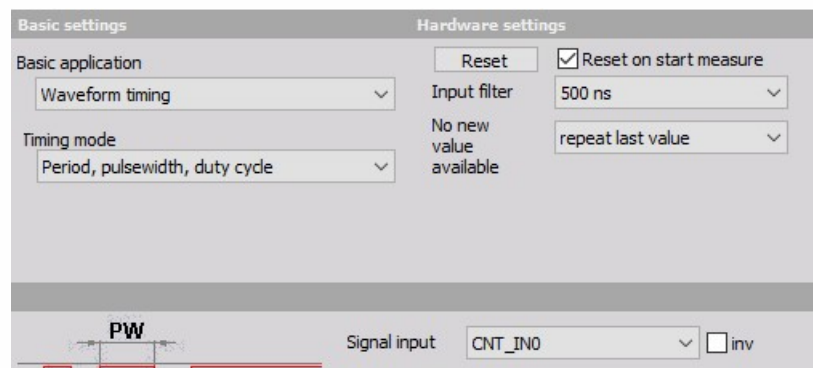 Basic settings
Hardware settings
Basic application
Waveform timing
Timing mode
Period, pulsewidth, duty cycle
Reset
Reset on start measure
Input filter
500 ns
No new
value
available
repeat last value
PW
Signal input
CNT_IN0
inv